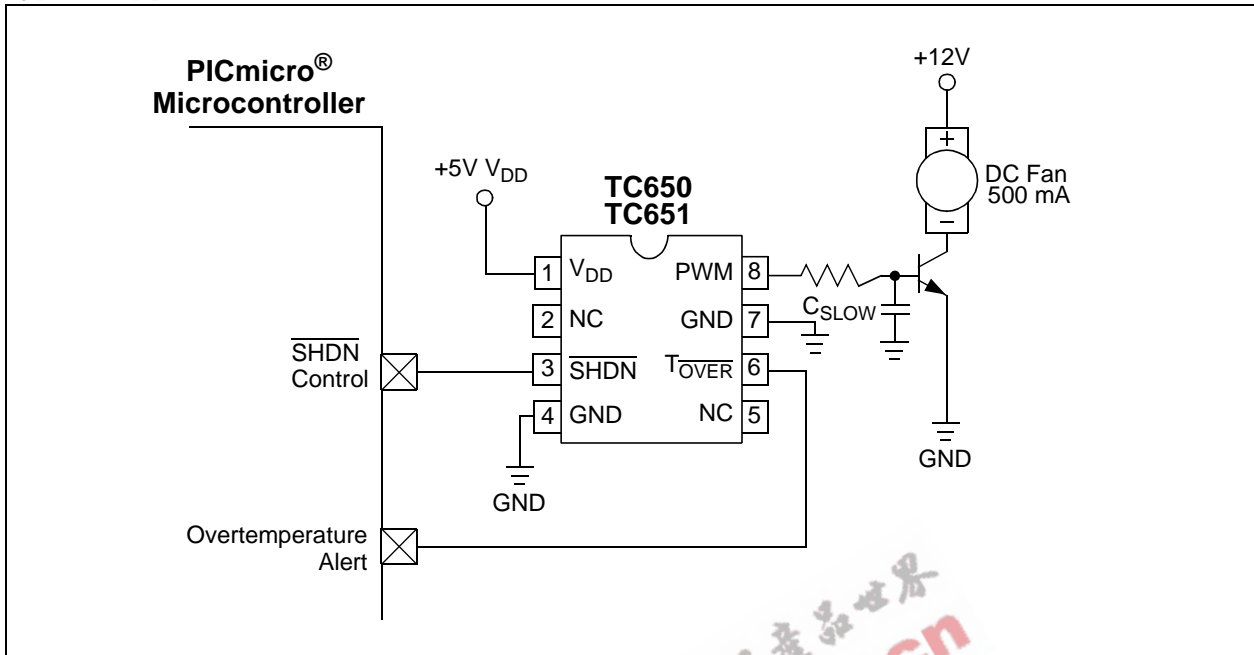 PICmicro®
Microcontroller
+12V
+
DC Fan
500 mA
-
+5V VDD
TC650
TC651
1 VDD
PWM 8
2 NC
GND 7
CSLOW
SHDN
Control
3 SHDN
TOVER 6
4 GND
NC 5
GND
GND
Overtemperature
Alert